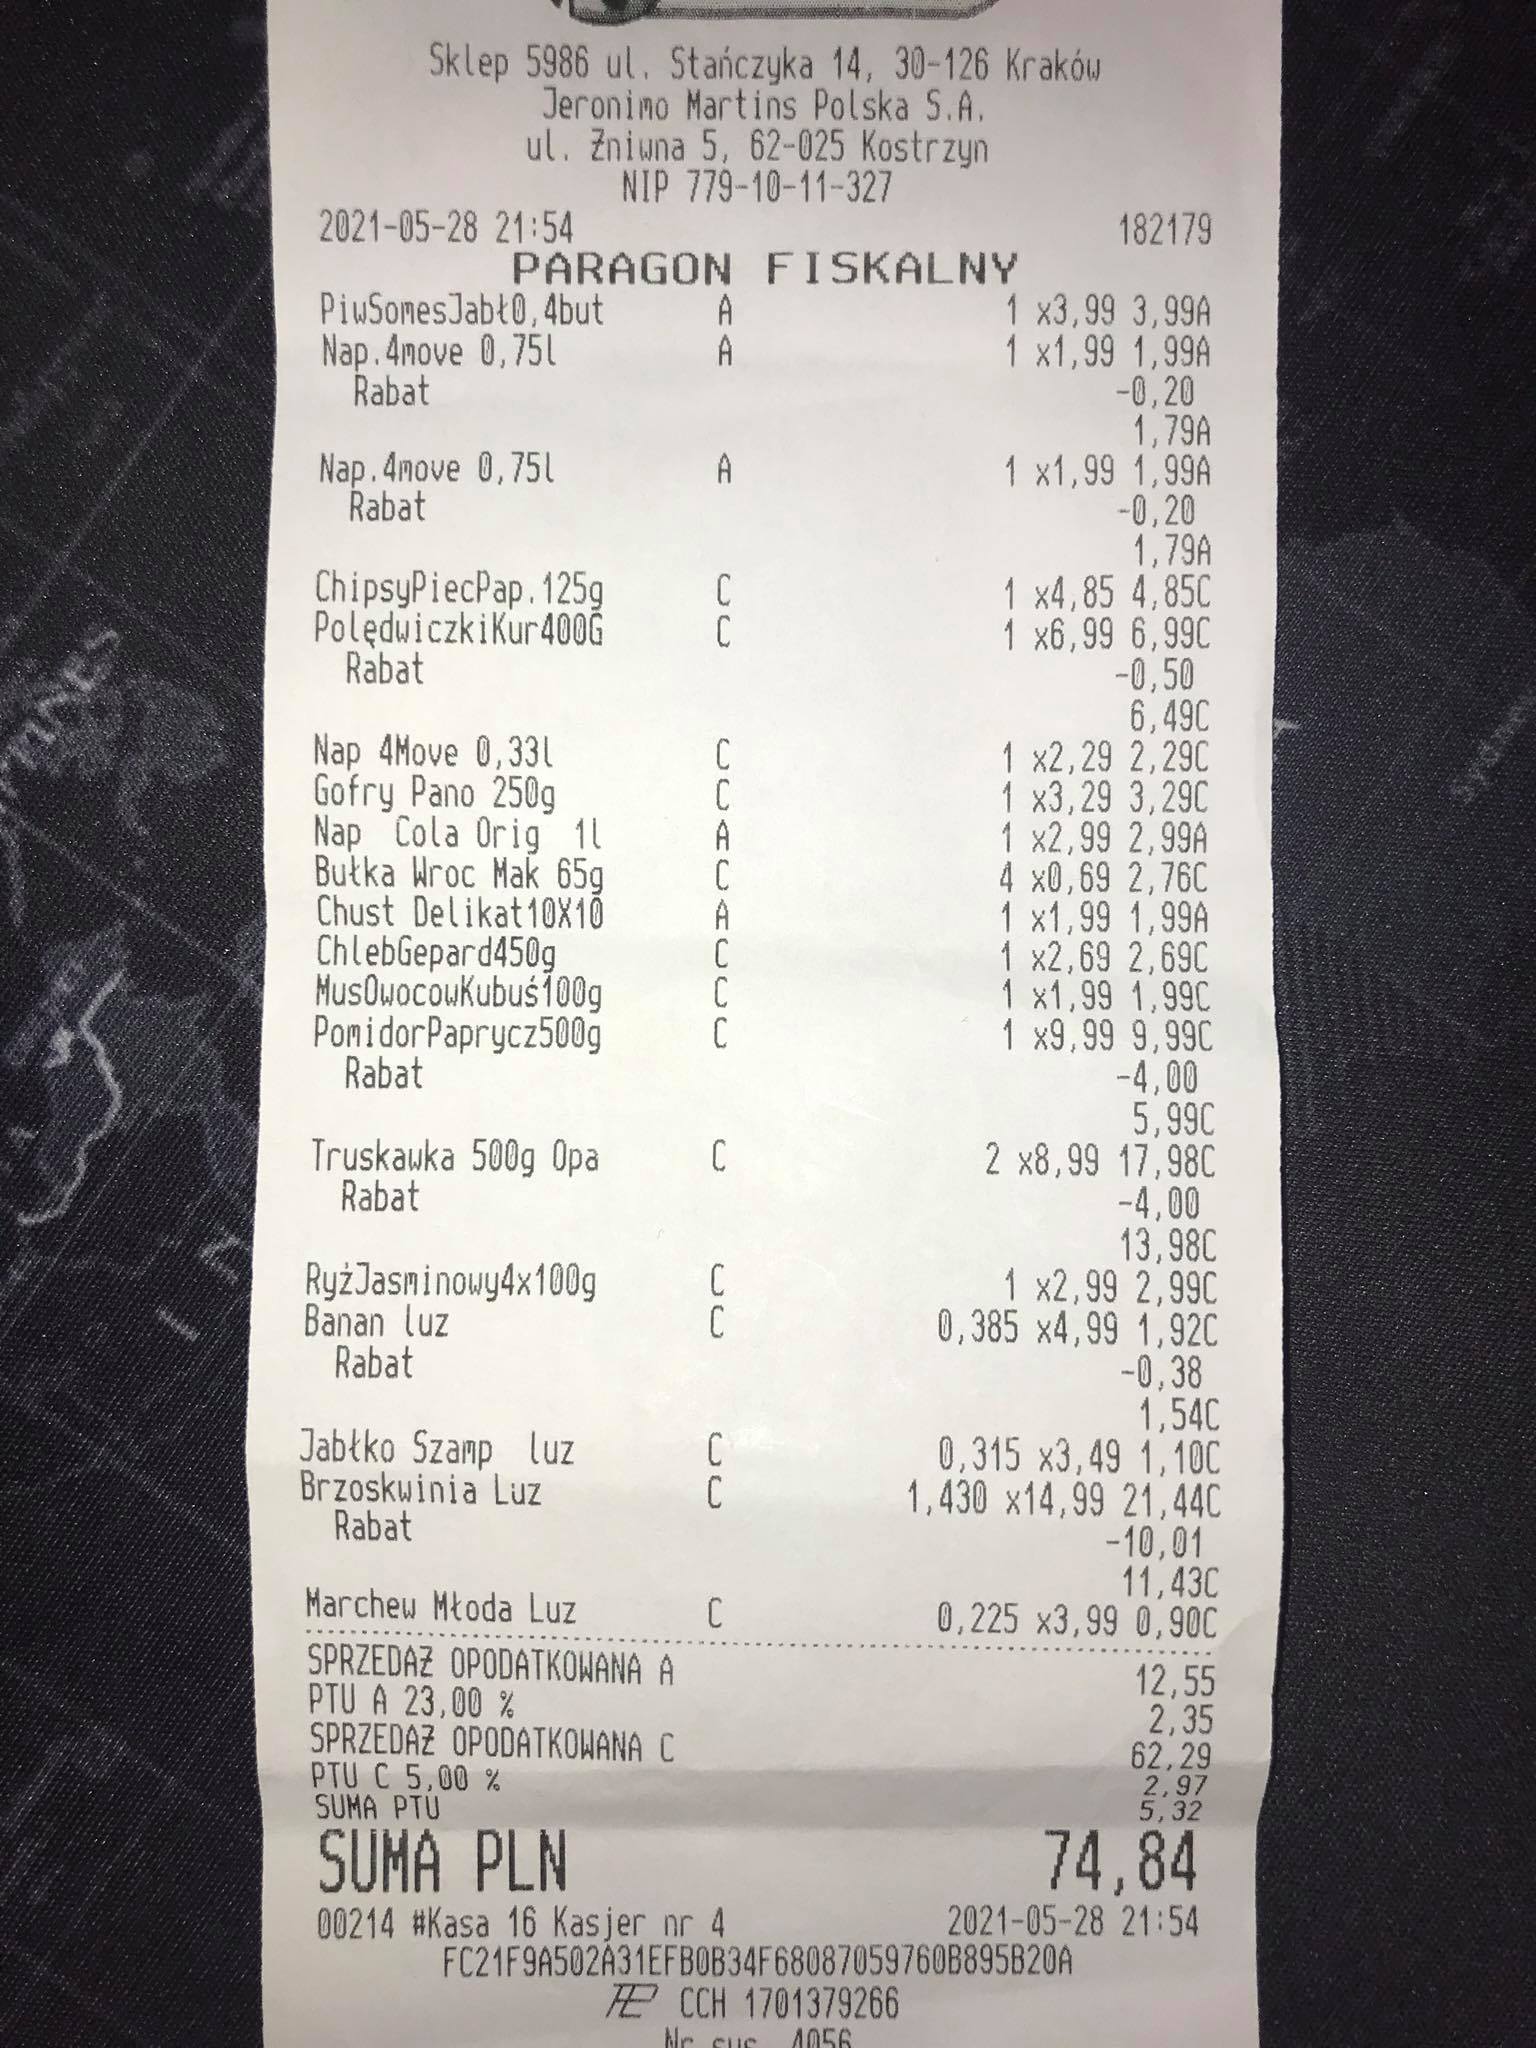 Sklep 5986 ul. Stańczyka 14, 30-126 Kraków
Jeronimo Martins Polska S.A.
ul. Żniwna 5, 62-025 Kostrzyn
NIP 779-10-11-327
2021-05-28 21:54 182179
PARAGON FISKALNY
PiwSomesJabł0,4but A 1 x3,99 3,99A
Nap.4move 0,75l A 1 x1,99 1,99A
Rabat -0,20
1,79A
Nap.4move 0,75l A 1 x1,99 1,99A
Rabat -0,20
1,79A
ChipsyPiecPap.125g C 1 x4,85 4,85C
PolędwiczkiKur400G C 1 x6,99 6,99C
Rabat -0,50
6,49C
Nap 4Move 0,33l C 1 x2,29 2,29C
Gofry Pano 250g C 1 x3,29 3,29C
Nap Cola Orig 1l A 1 x2,99 2,99A
Bułka Wroc Mak 65g C 4 x0,69 2,76C
Chust Delikat10X10 A 1 x1,99 1,99A
ChlebGepard450g C 1 x2,69 2,69C
MusOwocowKubuś100g C 1 x1,99 1,99C
PomidorPaprycz500g C 1 x9,99 9,99C
Rabat -4,00
5,99C
Truskawka 500g Opa C 2 x8,99 17,98C
Rabat -4,00
13,98C
RyżJasminowy4x100g C 1 x2,99 2,99C
Banan luz C 0,385 x4,99 1,92C
Rabat -0,38
1,54C
Jabłko Szamp luz C 0,315 x3,49 1,10C
Brzoskwinia Luz C 1,430 x14,99 21,44C
Rabat -10,01
11,43C
Marchew Młoda Luz C 0,225 x3,99 0,90C
SPRZEDAŻ OPODATKOWANA A 12,55
PTU A 23,00 % 2,35
SPRZEDAŻ OPODATKOWANA C 62,29
PTU C 5,00 % 2,97
SUMA PTU 5,32
SUMA PLN 74,84
00214 #Kasa 16 Kasjer nr 4 2021-05-28 21:54
FC21F9A502A31EFB0B34F68087059760B895B20A
CCH 1701379266
Nr sys. 4056